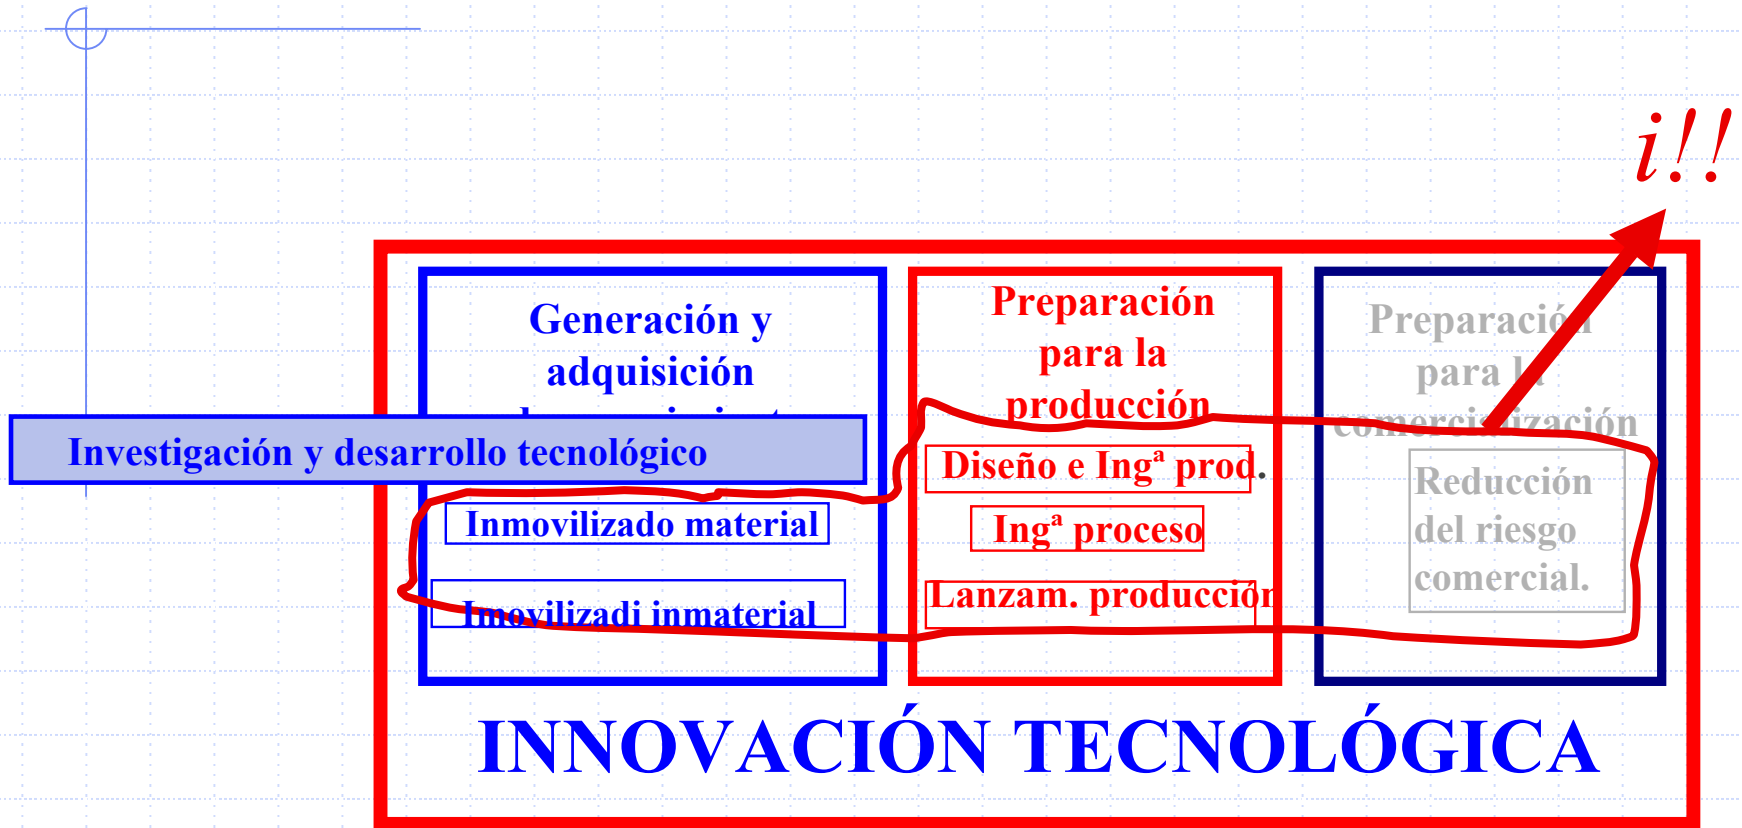 i!!
Generación y
adquisición
Investigación y desarrollo tecnológico
Inmovilizado material
Imovilizadi inmaterial
Preparación
para la
producción
Diseño e Ingª prod.
Ingª proceso
Lanzam. producción
Preparación
para la
comercialización
Reducción
del riesgo
comercial.
INNOVACIÓN TECNOLÓGICA